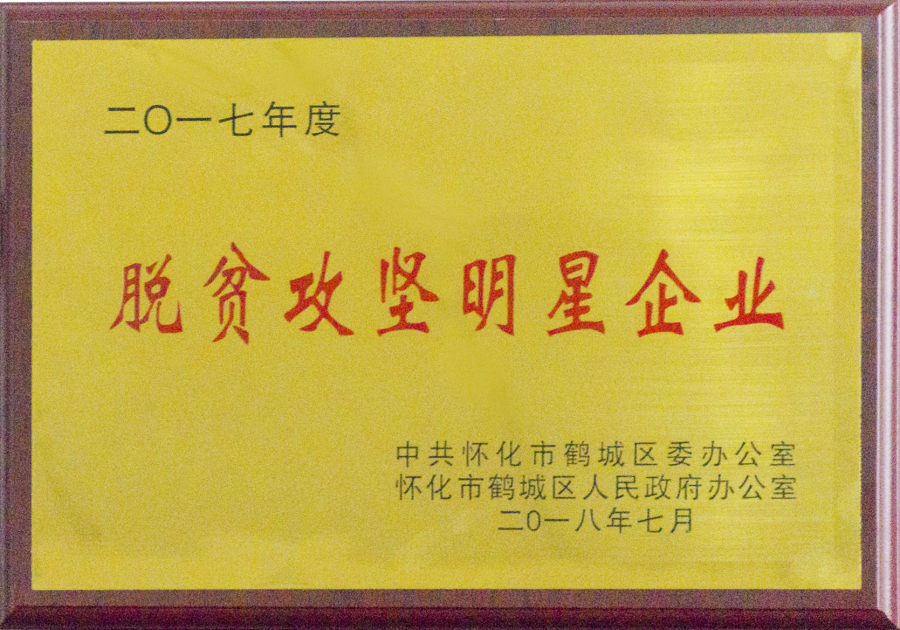 二〇一七年度
脱贫攻坚明星企业
中共怀化市鹤城区委办公室
怀化市鹤城区人民政府办公室
二0一八年七月